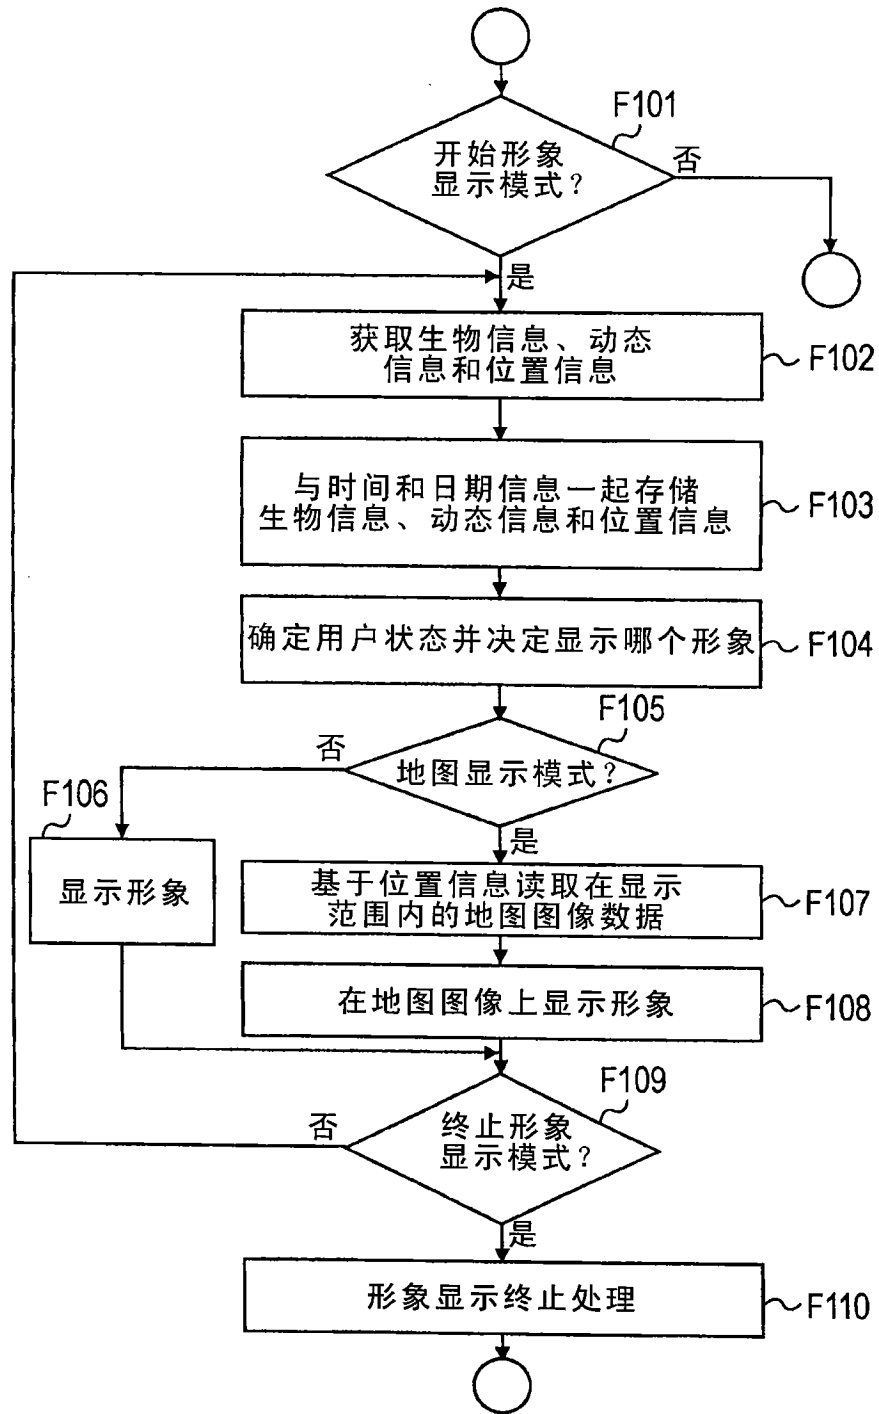 F101
开始形象
显示模式？
否
是
获取生物信息、动态
信息和位置信息
F102
与时间和日期信息一起存储
生物信息、动态信息和位置信息
F103
确定用户状态并决定显示哪个形象
F104
F105
否
地图显示模式？
F106
是
显示形象
基于位置信息读取在显示
范围内的地图图像数据
F107
在地图图像上显示形象
F108
F109
否
终止形象
显示模式？
是
形象显示终止处理
F110